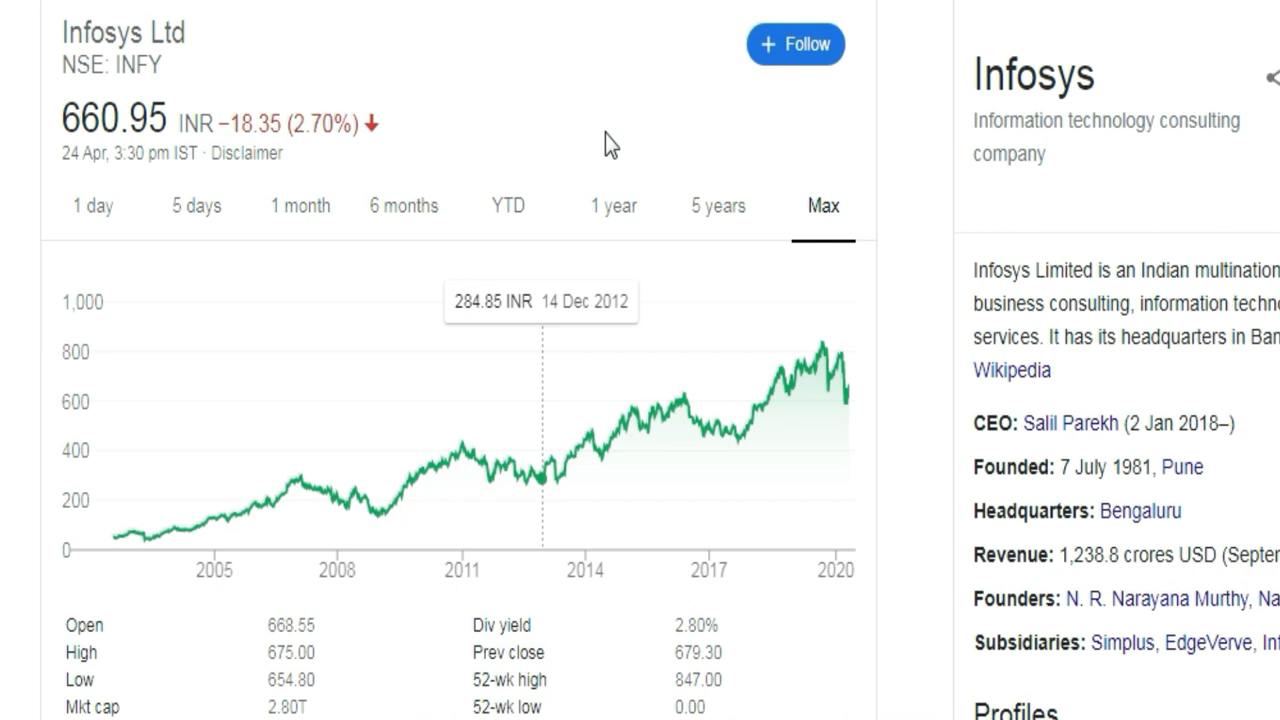 Infosys Ltd
NSE: INFY
+ Follow
660.95 INR −18.35 (2.70%)
24 Apr, 3:30 pm IST · Disclaimer
1 day 5 days 1 month 6 months YTD 1 year 5 years Max
284.85 INR 14 Dec 2012
1,000
800
600
400
200
0
2005 2008 2011 2014 2017 2020
Open 668.55 Div yield 2.80%
High 675.00 Prev close 679.30
Low 654.80 52-wk high 847.00
Mkt cap 2.80T 52-wk low 0.00
Infosys
Information technology consulting
company
Infosys Limited is an Indian multination
business consulting, information techn
services. It has its headquarters in Ban
Wikipedia
CEO: Salil Parekh (2 Jan 2018–)
Founded: 7 July 1981, Pune
Headquarters: Bengaluru
Revenue: 1,238.8 crores USD (Septe
Founders: N. R. Narayana Murthy, Na
Subsidiaries: Simplus, EdgeVerve, Inf
Profiles